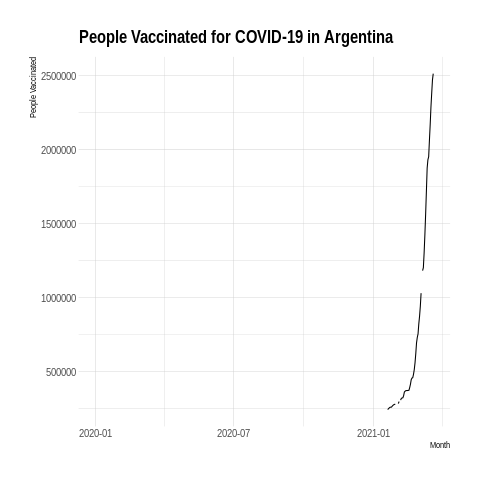 People Vaccinated for COVID-19 in Argentina
People Vaccinated
2500000
2000000
1500000
1000000
500000
2020-01
2020-07
2021-01
Month